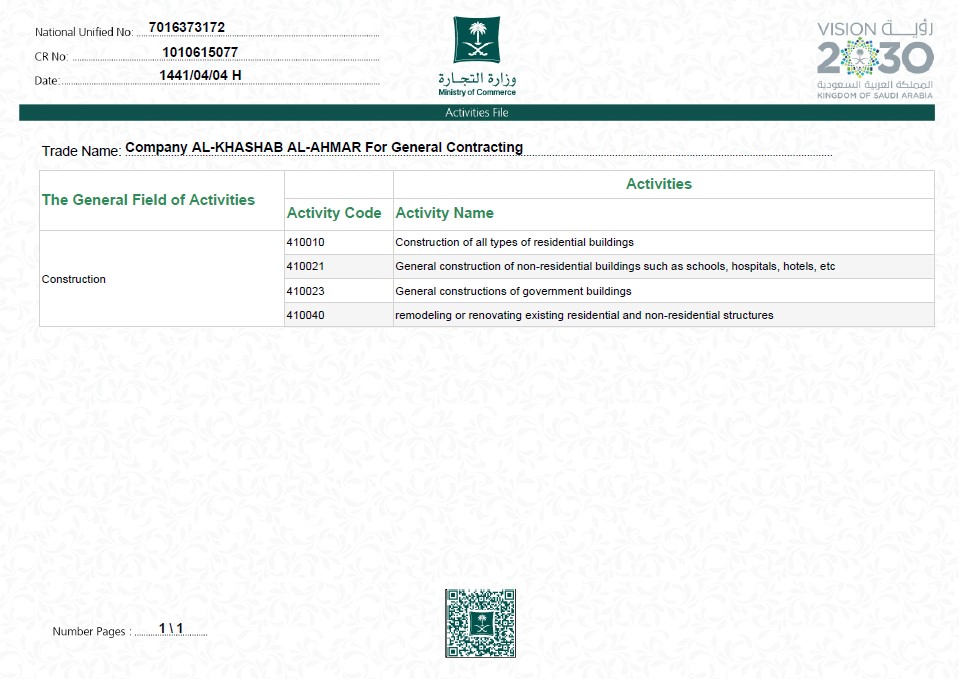 National Unified No: 7016373172
CR No: 1010615077
Date: 1441/04/04 H
وزارة التجارة
Ministry of Commerce
VISION رؤيــة
2030
المملكة العربية السعودية
KINGDOM OF SAUDI ARABIA
Activities File
Trade Name: Company AL-KHASHAB AL-AHMAR For General Contracting
The General Field of Activities
Activities
Activity Code Activity Name
Construction
410010 Construction of all types of residential buildings
410021 General construction of non-residential buildings such as schools, hospitals, hotels, etc
410023 General constructions of government buildings
410040 remodeling or renovating existing residential and non-residential structures
Number Pages : 1 \ 1